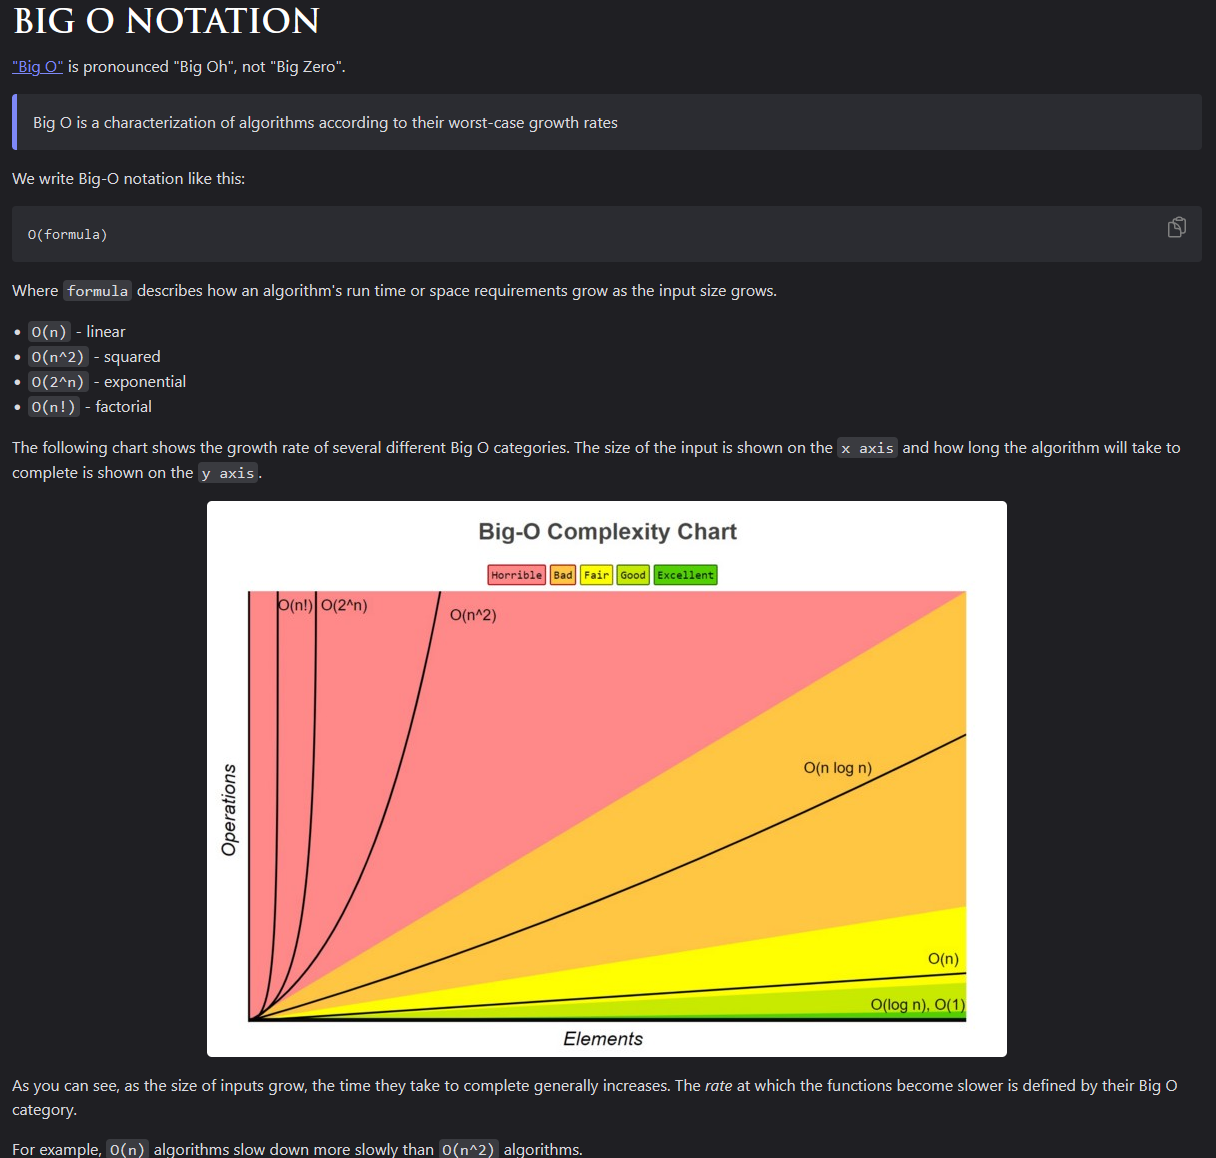 BIG O NOTATION
"Big O" is pronounced "Big Oh", not "Big Zero".
Big O is a characterization of algorithms according to their worst-case growth rates
We write Big-O notation like this:
O(formula)
Where formula describes how an algorithm's run time or space requirements grow as the input size grows.
• O(n) - linear
• O(n^2) - squared
• O(2^n) - exponential
• O(n!) - factorial
The following chart shows the growth rate of several different Big O categories. The size of the input is shown on the x axis and how long the algorithm will take to
complete is shown on the y axis.
Big-O Complexity Chart
Horrible Bad Fair Good Excellent
O(n!) O(2^n)
O(n^2)
O(n log n)
O(n)
O(log n), O(1)
Operations
Elements
As you can see, as the size of inputs grow, the time they take to complete generally increases. The rate at which the functions become slower is defined by their Big O
category.
For example, O(n) algorithms slow down more slowly than O(n^2) algorithms.